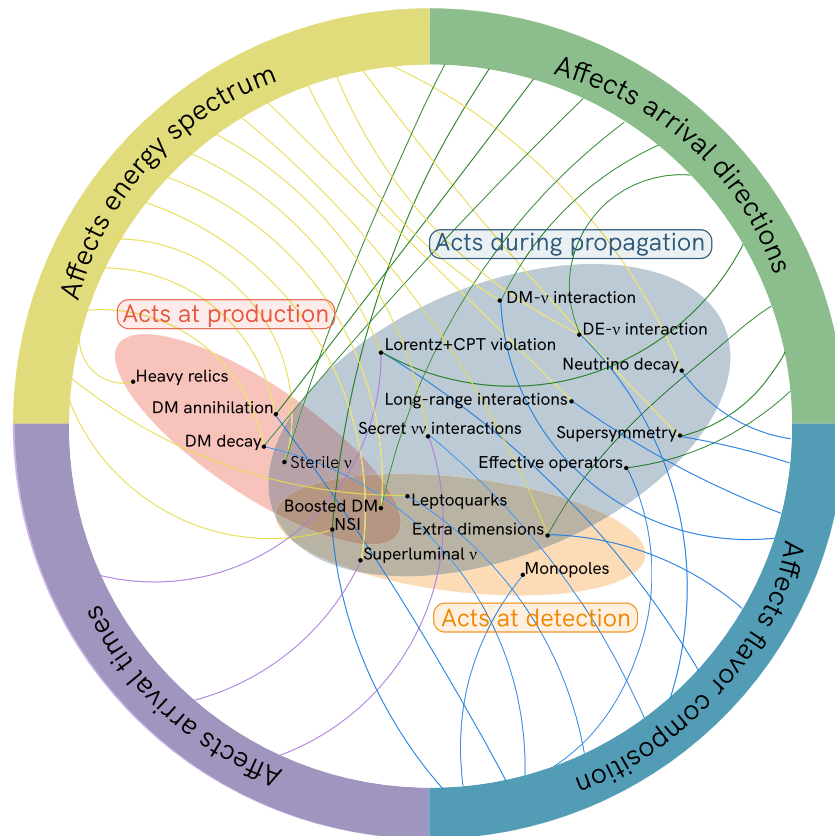 Affects energy spectrum
Affects arrival directions
Acts during propagation
DM-ν interaction
Acts at production
DE-ν interaction
Lorentz+CPT violation
Neutrino decay
Heavy relics
Long-range interactions
DM annihilation
Secret νν interactions
Supersymmetry
DM decay
Sterile ν
Effective operators
Leptoquarks
Boosted DM
NSI
Extra dimensions
Superluminal ν
Monopoles
Acts at detection
Affects arrival times
Affects flavor composition